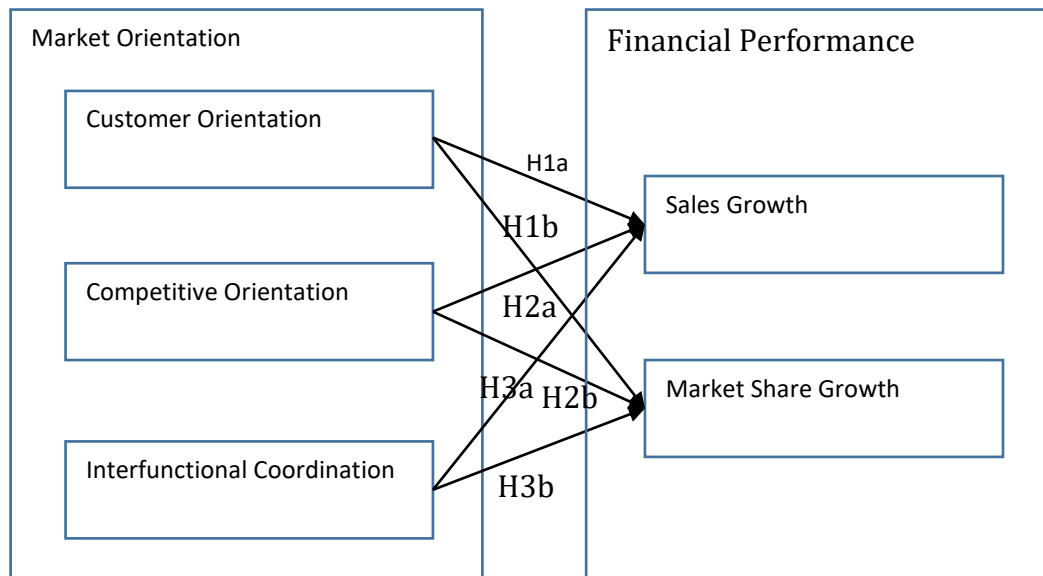 Market Orientation
Financial Performance
Customer Orientation
H1a
Sales Growth
H1b
Competitive Orientation
H2a
H3a
H2b
Market Share Growth
Interfunctional Coordination
H3b